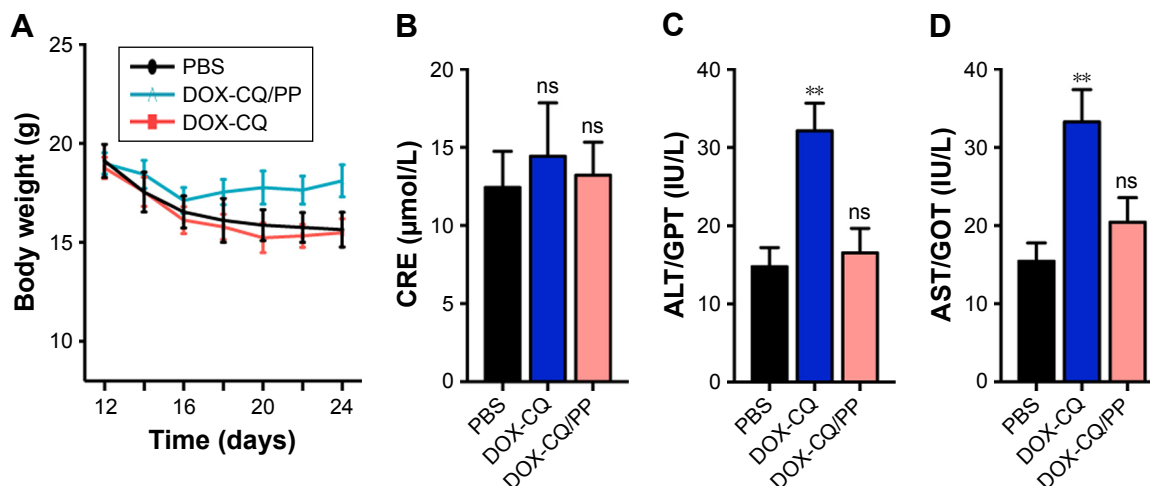 A
Body weight (g)
25
20
15
10
PBS
DOX-CQ/PP
DOX-CQ
12
16
20
24
Time (days)
B
CRE (μmol/L)
20
15
10
5
0
ns
ns
PBS
DOX-CQ
DOX-CQ/PP
C
ALT/GPT (IU/L)
40
30
20
10
0
**
ns
PBS
DOX-CQ
DOX-CQ/PP
D
AST/GOT (IU/L)
40
30
20
10
0
**
ns
PBS
DOX-CQ
DOX-CQ/PP